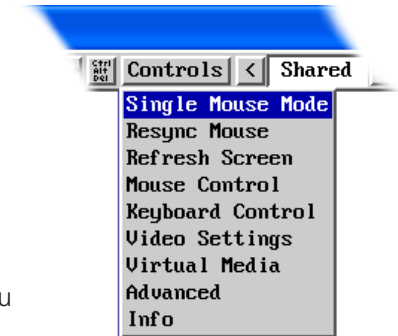 Ctrl
Alt
Del
Controls < Shared
Single Mouse Mode
Resync Mouse
Refresh Screen
Mouse Control
Keyboard Control
Video Settings
Virtual Media
u
Advanced
Info